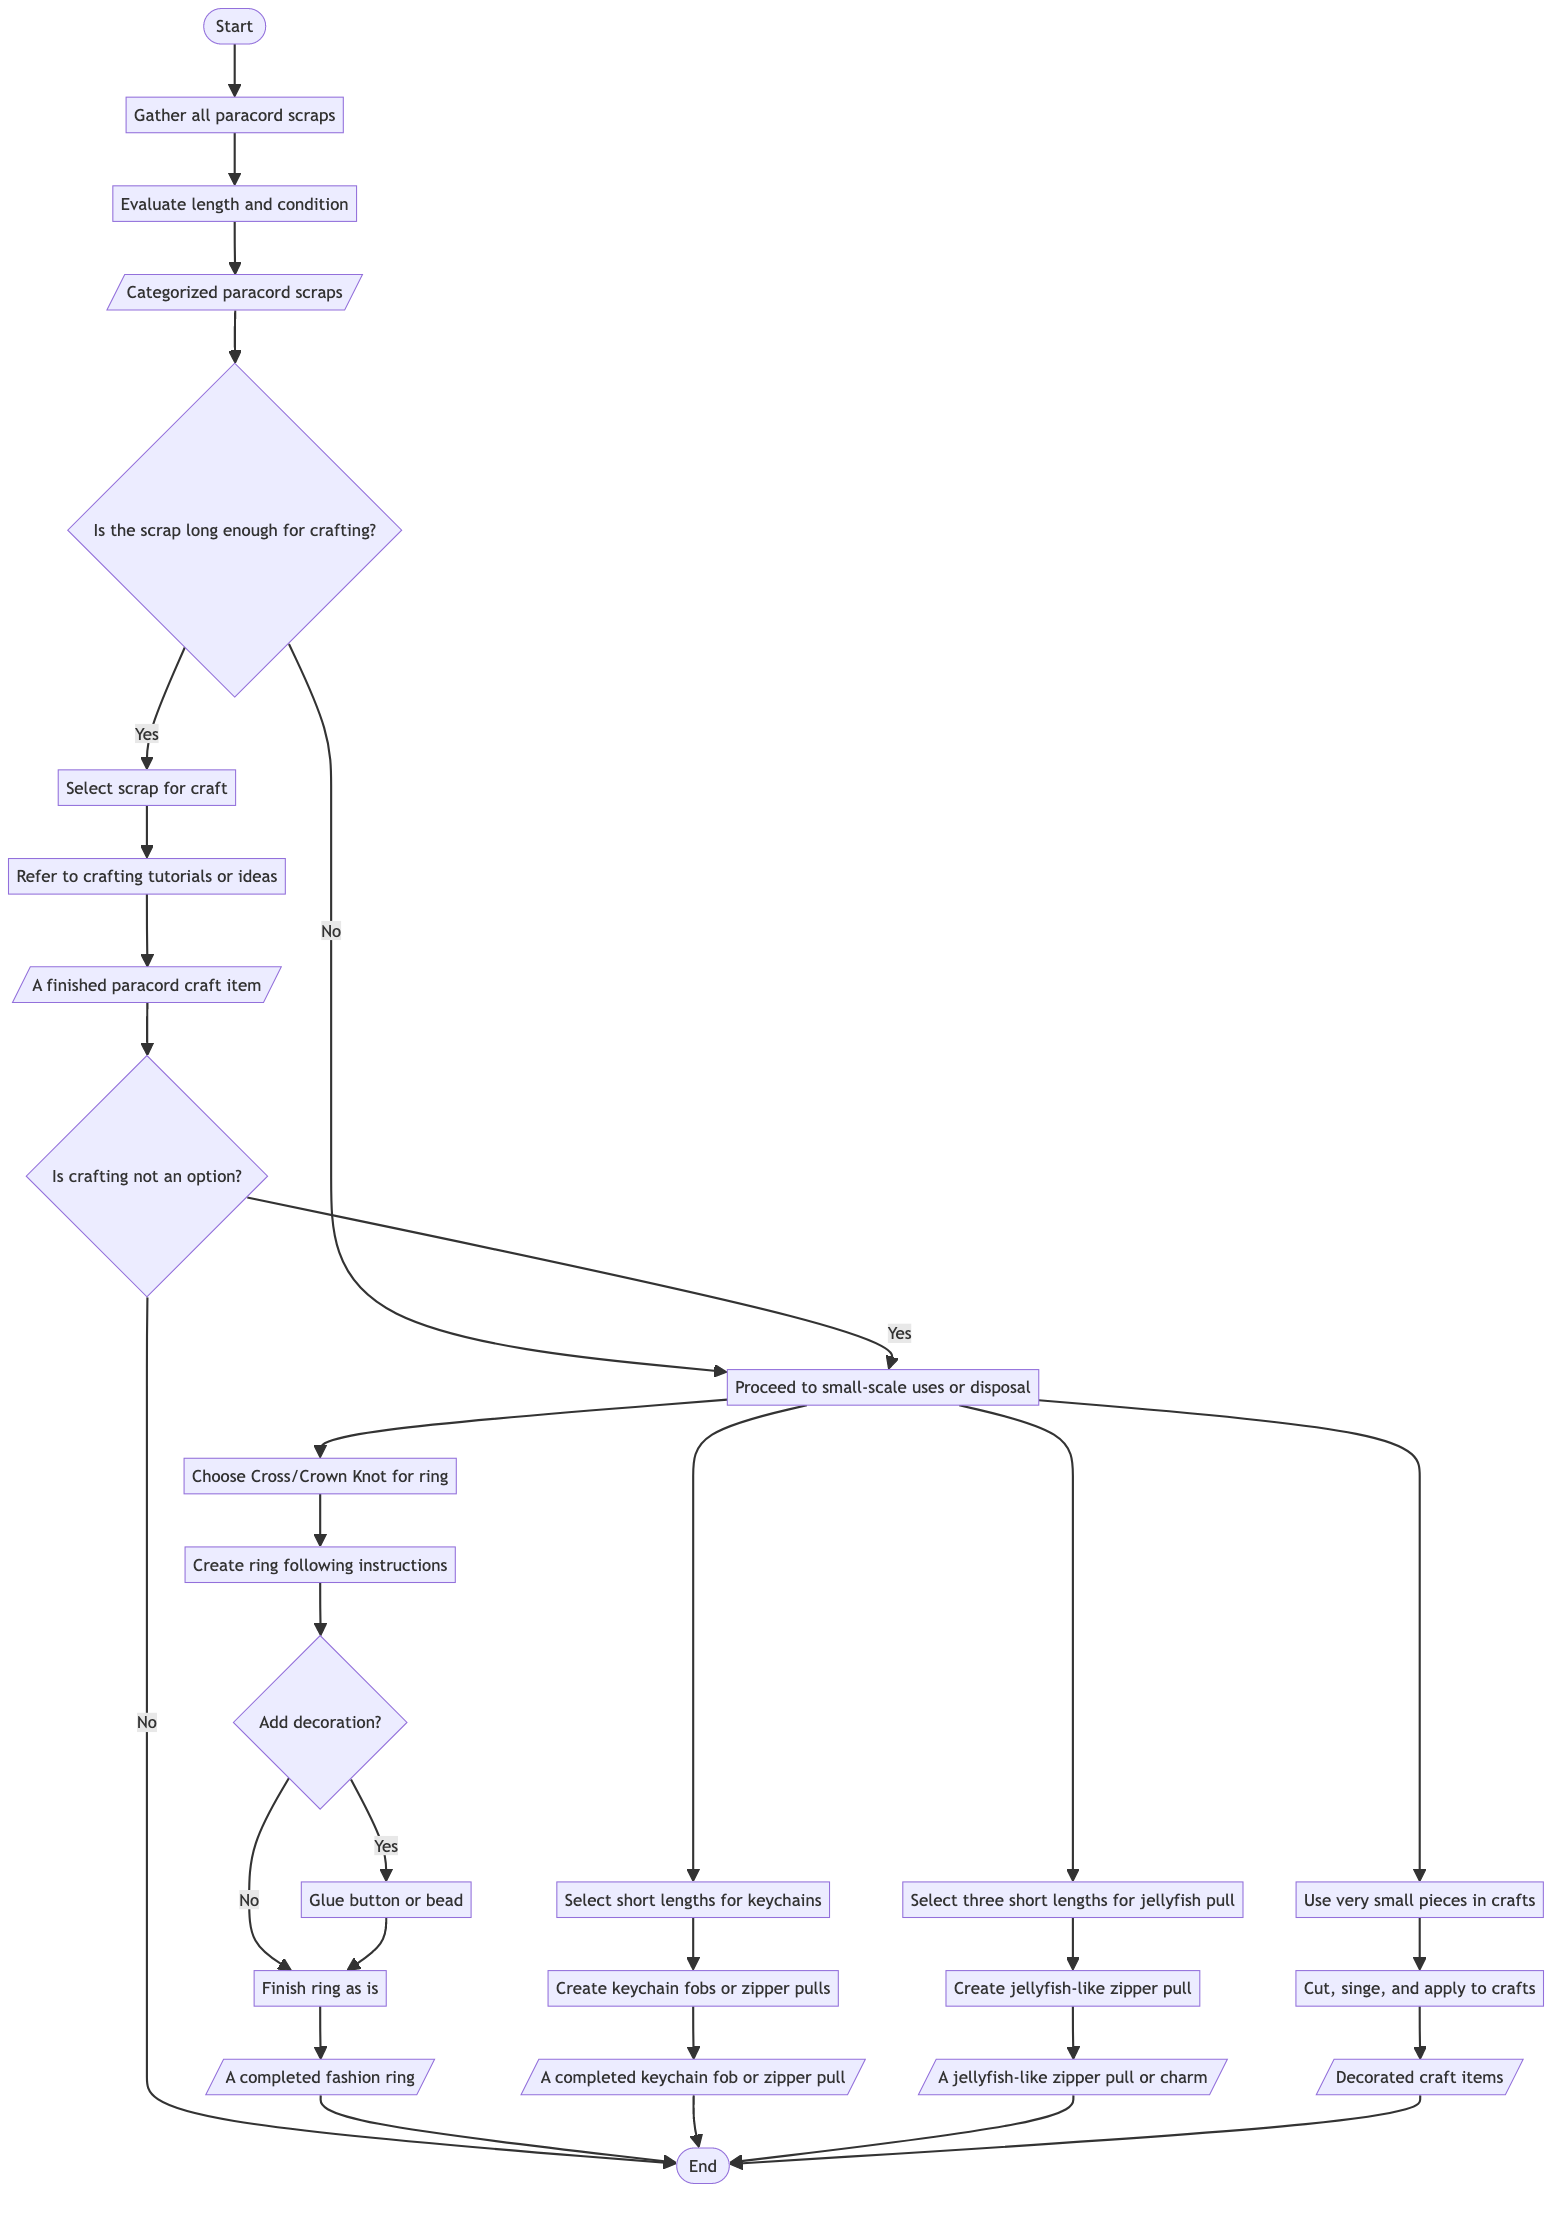 Start
Gather all paracord scraps
Evaluate length and condition
Categorized paracord scraps
Is the scrap long enough for crafting?
Yes
Select scrap for craft
Refer to crafting tutorials or ideas
No
A finished paracord craft item
Is crafting not an option?
Yes
Proceed to small-scale uses or disposal
Choose Cross/Crown Knot for ring
Create ring following instructions
No
Add decoration?
Yes
No
Glue button or bead
Select short lengths for keychains
Select three short lengths for jellyfish pull
Use very small pieces in crafts
Finish ring as is
Create keychain fobs or zipper pulls
Create jellyfish-like zipper pull
Cut, singe, and apply to crafts
A completed fashion ring
A completed keychain fob or zipper pull
A jellyfish-like zipper pull or charm
Decorated craft items
End